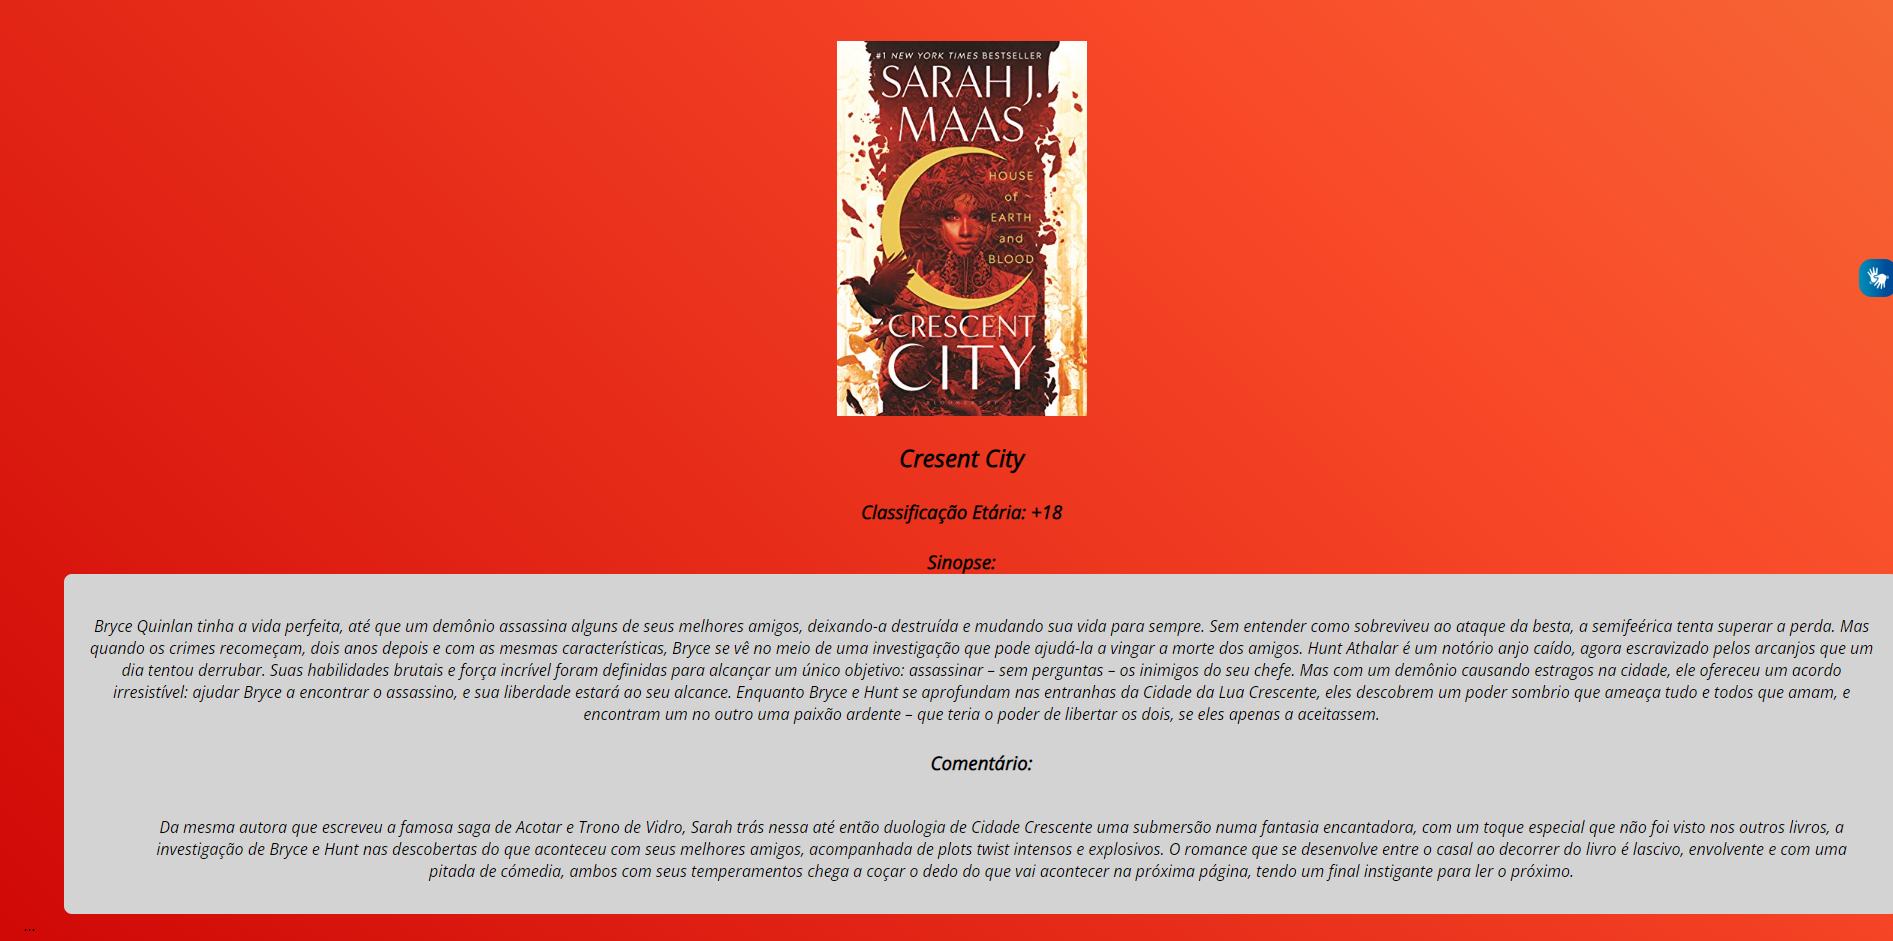 #1 NEW YORK TIMES BESTSELLER
SARAH J.
MAAS
HOUSE
of
EARTH
and
BLOOD
CRESCENT
CITY
BLOOMSBURY
Cresent City
Classificação Etária: +18
Sinopse:
Bryce Quinlan tinha a vida perfeita, até que um demônio assassina alguns de seus melhores amigos, deixando-a destruída e mudando sua vida para sempre. Sem entender como sobreviveu ao ataque da besta, a semifeérica tenta superar a perda. Mas
quando os crimes recomeçam, dois anos depois e com as mesmas características, Bryce se vê no meio de uma investigação que pode ajudá-la a vingar a morte dos amigos. Hunt Athalar é um notório anjo caído, agora escravizado pelos arcanjos que um
dia tentou derrubar. Suas habilidades brutais e força incrível foram definidas para alcançar um único objetivo: assassinar – sem perguntas – os inimigos do seu chefe. Mas com um demônio causando estragos na cidade, ele ofereceu um acordo
irresistível: ajudar Bryce a encontrar o assassino, e sua liberdade estará ao seu alcance. Enquanto Bryce e Hunt se aprofundam nas entranhas da Cidade da Lua Crescente, eles descobrem um poder sombrio que ameaça tudo e todos que amam, e
encontram um no outro uma paixão ardente – que teria o poder de libertar os dois, se eles apenas a aceitassem.
Comentário:
Da mesma autora que escreveu a famosa saga de Acotar e Trono de Vidro, Sarah trás nessa até então duologia de Cidade Crescente uma submersão numa fantasia encantadora, com um toque especial que não foi visto nos outros livros, a
investigação de Bryce e Hunt nas descobertas do que aconteceu com seus melhores amigos, acompanhada de plots twist intensos e explosivos. O romance que se desenvolve entre o casal ao decorrer do livro é lascivo, envolvente e com uma
pitada de cómedia, ambos com seus temperamentos chega a coçar o dedo do que vai acontecer na próxima página, tendo um final instigante para ler o próximo.
...